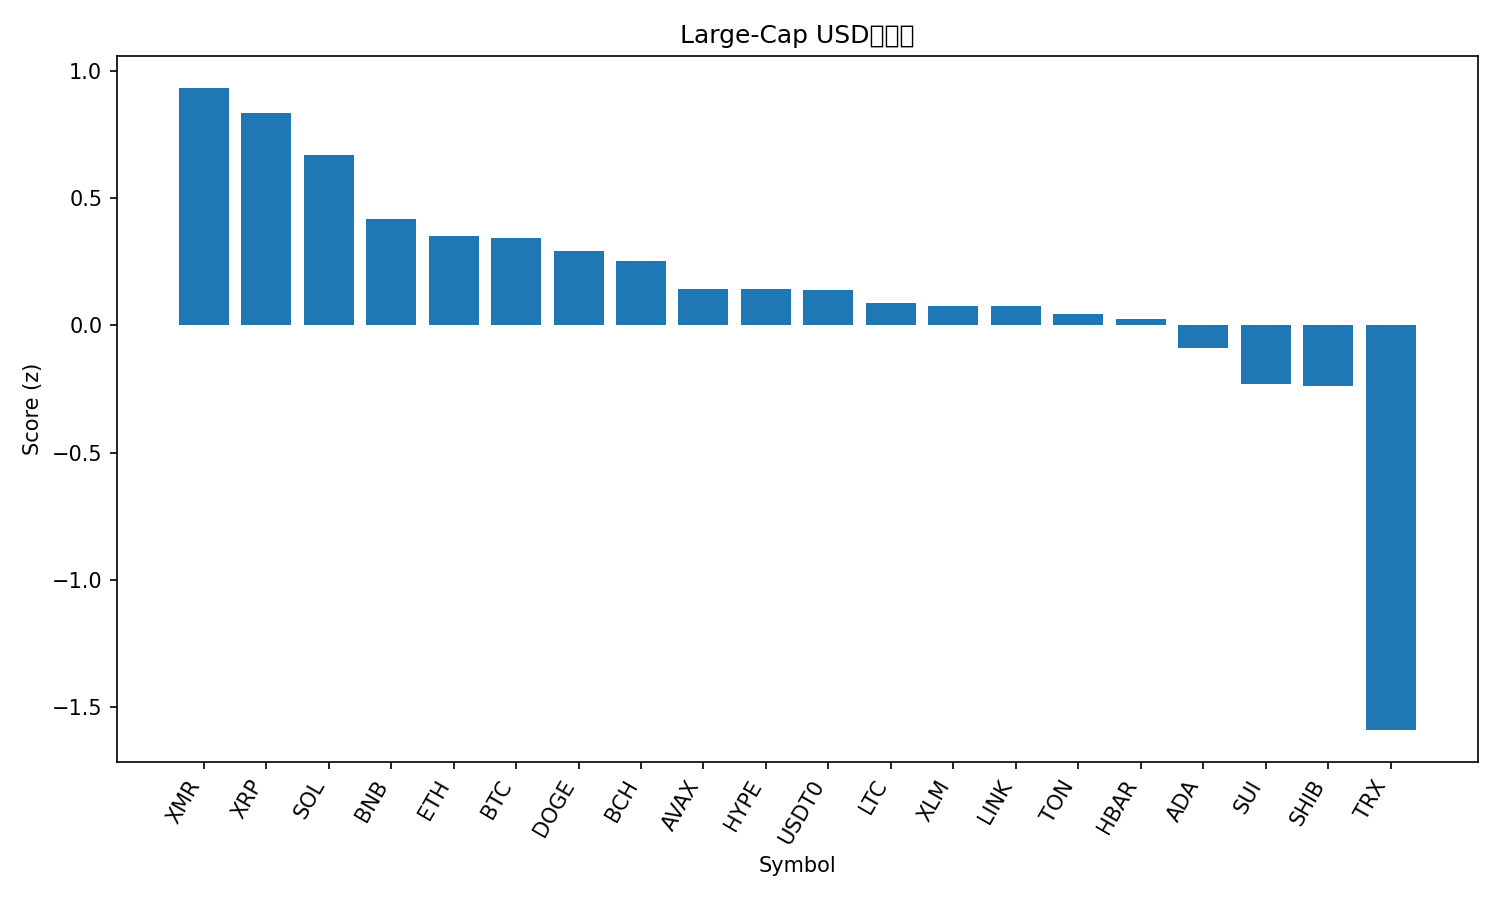 Large-Cap USD
1.0
0.5
0.0
−0.5
−1.0
−1.5
Score (z)
XMR
XRP
SOL
BNB
ETH
BTC
DOGE
BCH
AVAX
HYPE
USDT0
LTC
XLM
LINK
TON
HBAR
ADA
SUI
SHIB
TRX
Symbol